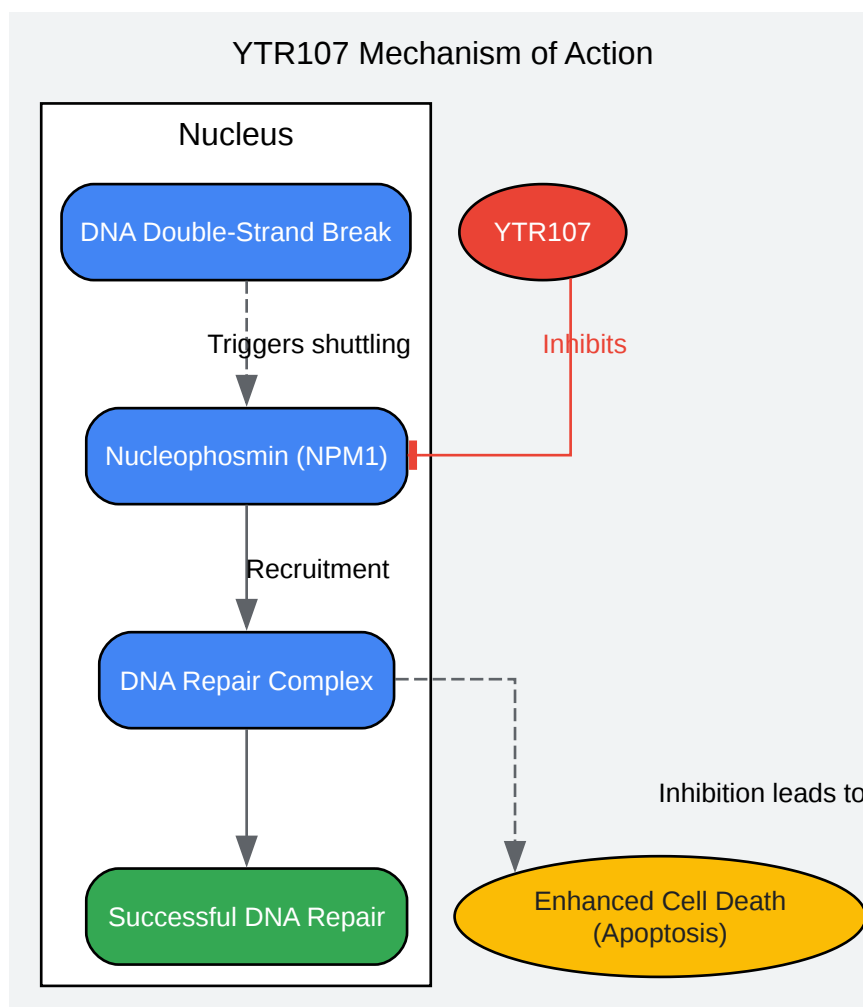 YTR107 Mechanism of Action
Nucleus
DNA Double-Strand Break
YTR107
Triggers shuttling
Inhibits
Nucleophosmin (NPM1)
Recruitment
DNA Repair Complex
Inhibition leads to
Successful DNA Repair
Enhanced Cell Death
(Apoptosis)